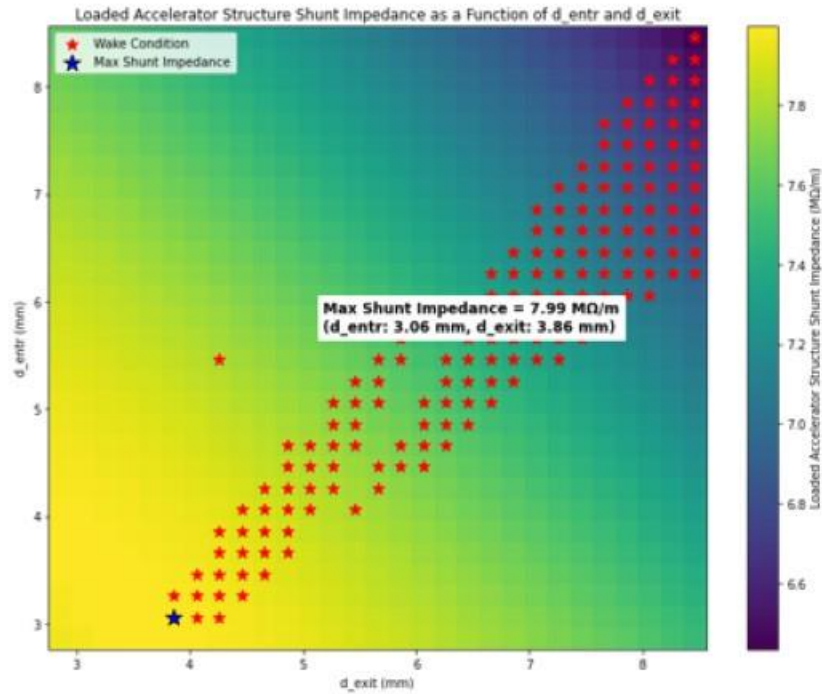 Loaded Accelerator Structure Shunt Impedance as a Function of d_entr and d_exit
Wake Condition
Max Shunt Impedance
8
7
6
5
4
3
d_entr (mm)
Max Shunt Impedance = 7.99 MΩ/m
(d_entr: 3.06 mm, d_exit: 3.86 mm)
3 4 5 6 7 8
d_exit (mm)
7.8
7.6
7.4
7.2
7.0
6.8
6.6
Loaded Accelerator Structure Shunt Impedance (MΩ/m)